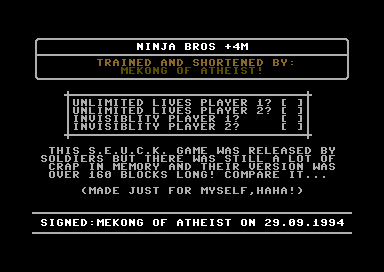 NINJA BROS +4M
TRAINED AND SHORTENED BY:
MEKONG OF ATHEIST!
UNLIMITED LIVES PLAYER 1? [ ]
UNLIMITED LIVES PLAYER 2? [ ]
INVISIBLITY PLAYER 1? [ ]
INVISIBLITY PLAYER 2? [ ]
THIS S.E.U.C.K. GAME WAS RELEASED BY
SOLDIERS BUT THERE WAS STILL A LOT OF
CRAP IN MEMORY AND THEIR VERSION WAS
OVER 160 BLOCKS LONG! COMPARE IT...
(MADE JUST FOR MYSELF,HAHA!)
SIGNED:MEKONG OF ATHEIST ON 29.09.1994